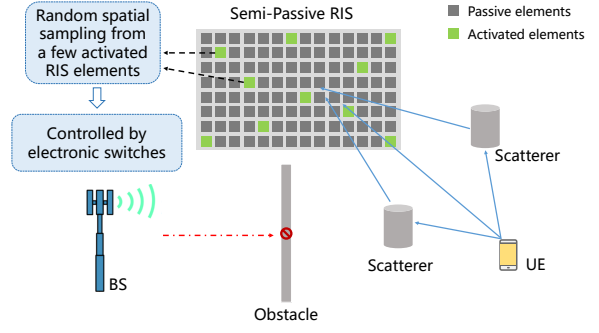 Semi-Passive RIS
Passive elements
Activated elements
Random spatial
sampling from
a few activated
RIS elements
Controlled by
electronic switches
Scatterer
Scatterer
BS
UE
Obstacle